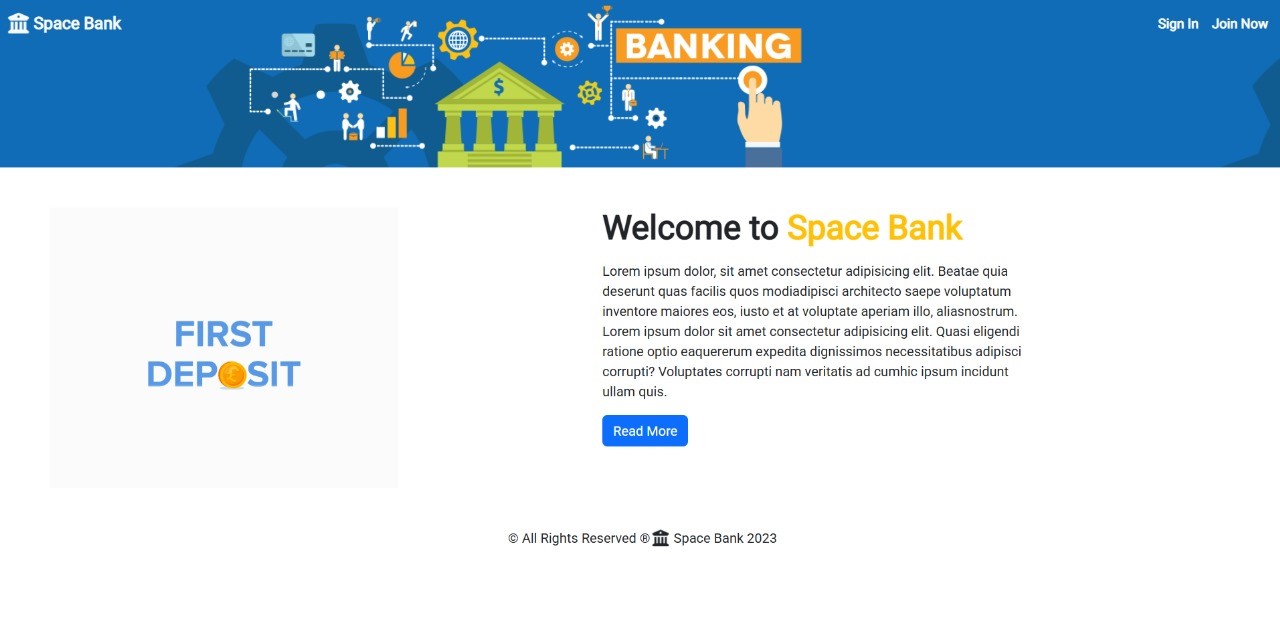 Space Bank
Sign In Join Now
BANKING
$
FIRST
DEPOSIT
Welcome to Space Bank
Lorem ipsum dolor, sit amet consectetur adipisicing elit. Beatae quia
deserunt quas facilis quos modiadipisci architecto saepe voluptatum
inventore maiores eos, iusto et at voluptate aperiam illo, aliasnostrum.
Lorem ipsum dolor sit amet consectetur adipisicing elit. Quasi eligendi
ratione optio eaquererum expedita dignissimos necessitatibus adipisci
corrupti? Voluptates corrupti nam veritatis ad cumhic ipsum incidunt
ullam quis.
Read More
© All Rights Reserved ® Space Bank 2023